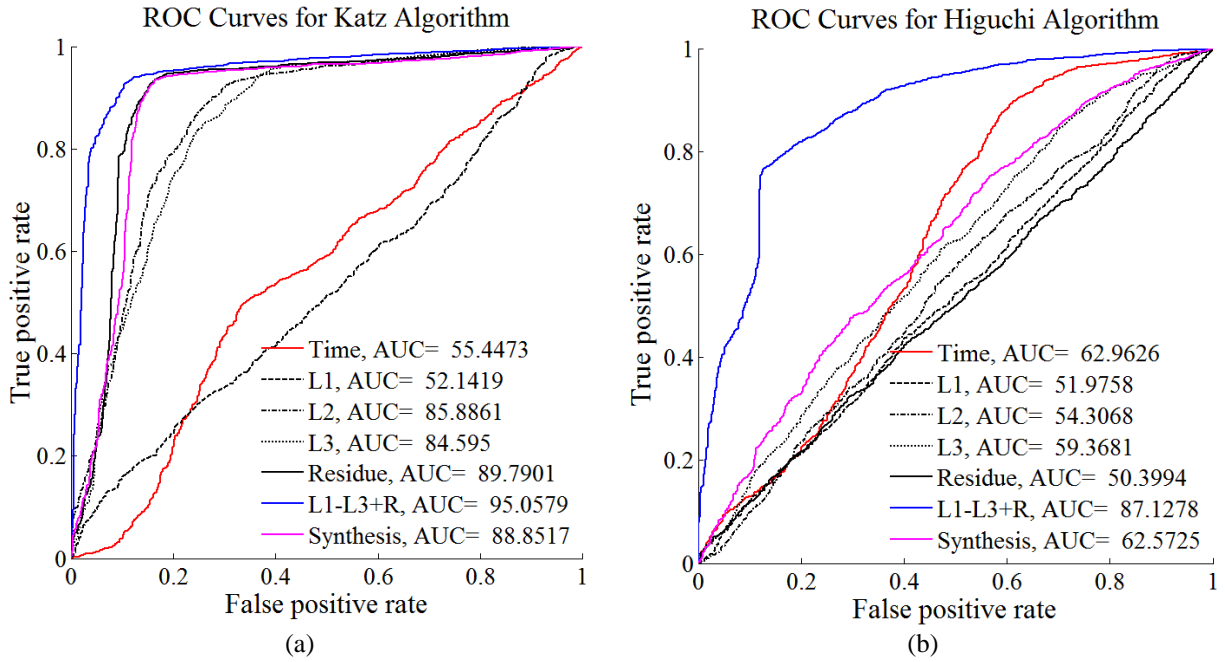 ROC Curves for Katz Algorithm
True positive rate
1
0.8
0.6
0.4
0.2
0
Time, AUC= 55.4473
L1, AUC= 52.1419
L2, AUC= 85.8861
L3, AUC= 84.595
Residue, AUC= 89.7901
L1-L3+R, AUC= 95.0579
Synthesis, AUC= 88.8517
0 0.2 0.4 0.6 0.8 1
False positive rate
(a)
ROC Curves for Higuchi Algorithm
True positive rate
1
0.8
0.6
0.4
0.2
0
Time, AUC= 62.9626
L1, AUC= 51.9758
L2, AUC= 54.3068
L3, AUC= 59.3681
Residue, AUC= 50.3994
L1-L3+R, AUC= 87.1278
Synthesis, AUC= 62.5725
0 0.2 0.4 0.6 0.8 1
False positive rate
(b)